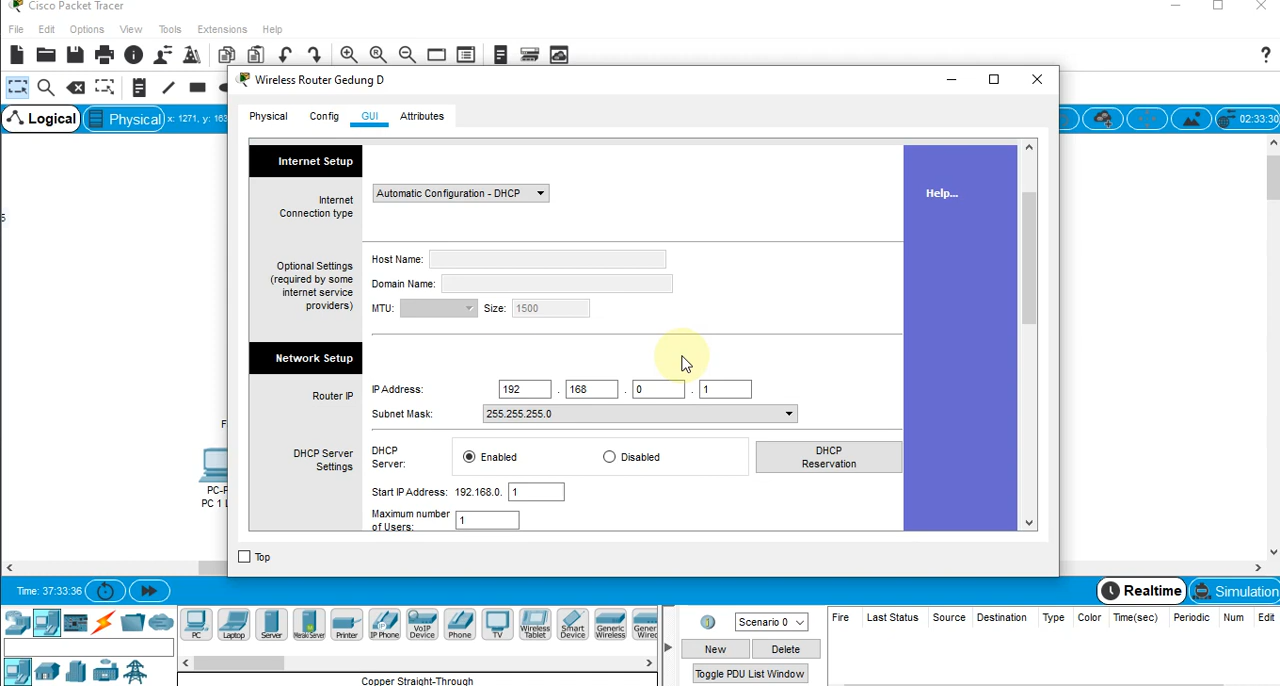 Cisco Packet Tracer
File Edit Options View Tools Extensions Help
?
Wireless Router Gedung D
Logical Physical x: 1271, y: 163
02:33:30
Physical Config GUI Attributes
Internet Setup
Internet
Connection type
Automatic Configuration - DHCP
Help...
Optional Settings
(required by some
internet service
providers)
Host Name:
Domain Name:
MTU: Size: 1500
Network Setup
Router IP
IP Address: 192 . 168 . 0 . 1
Subnet Mask: 255.255.255.0
DHCP Server
Settings
DHCP
Server:
Enabled Disabled
DHCP
Reservation
Start IP Address: 192.168.0. 1
Maximum number
of Users: 1
PC 1
Top
Time: 37:33:36
Realtime Simulation
PC Laptop Server Meraki Server Printer IP Phone VoIP Device Phone TV Wireless Tablet Smart Device Generic Wireless
Copper Straight-Through
Scenario 0
New Delete
Toggle PDU List Window
Fire Last Status Source Destination Type Color Time(sec) Periodic Num Edit